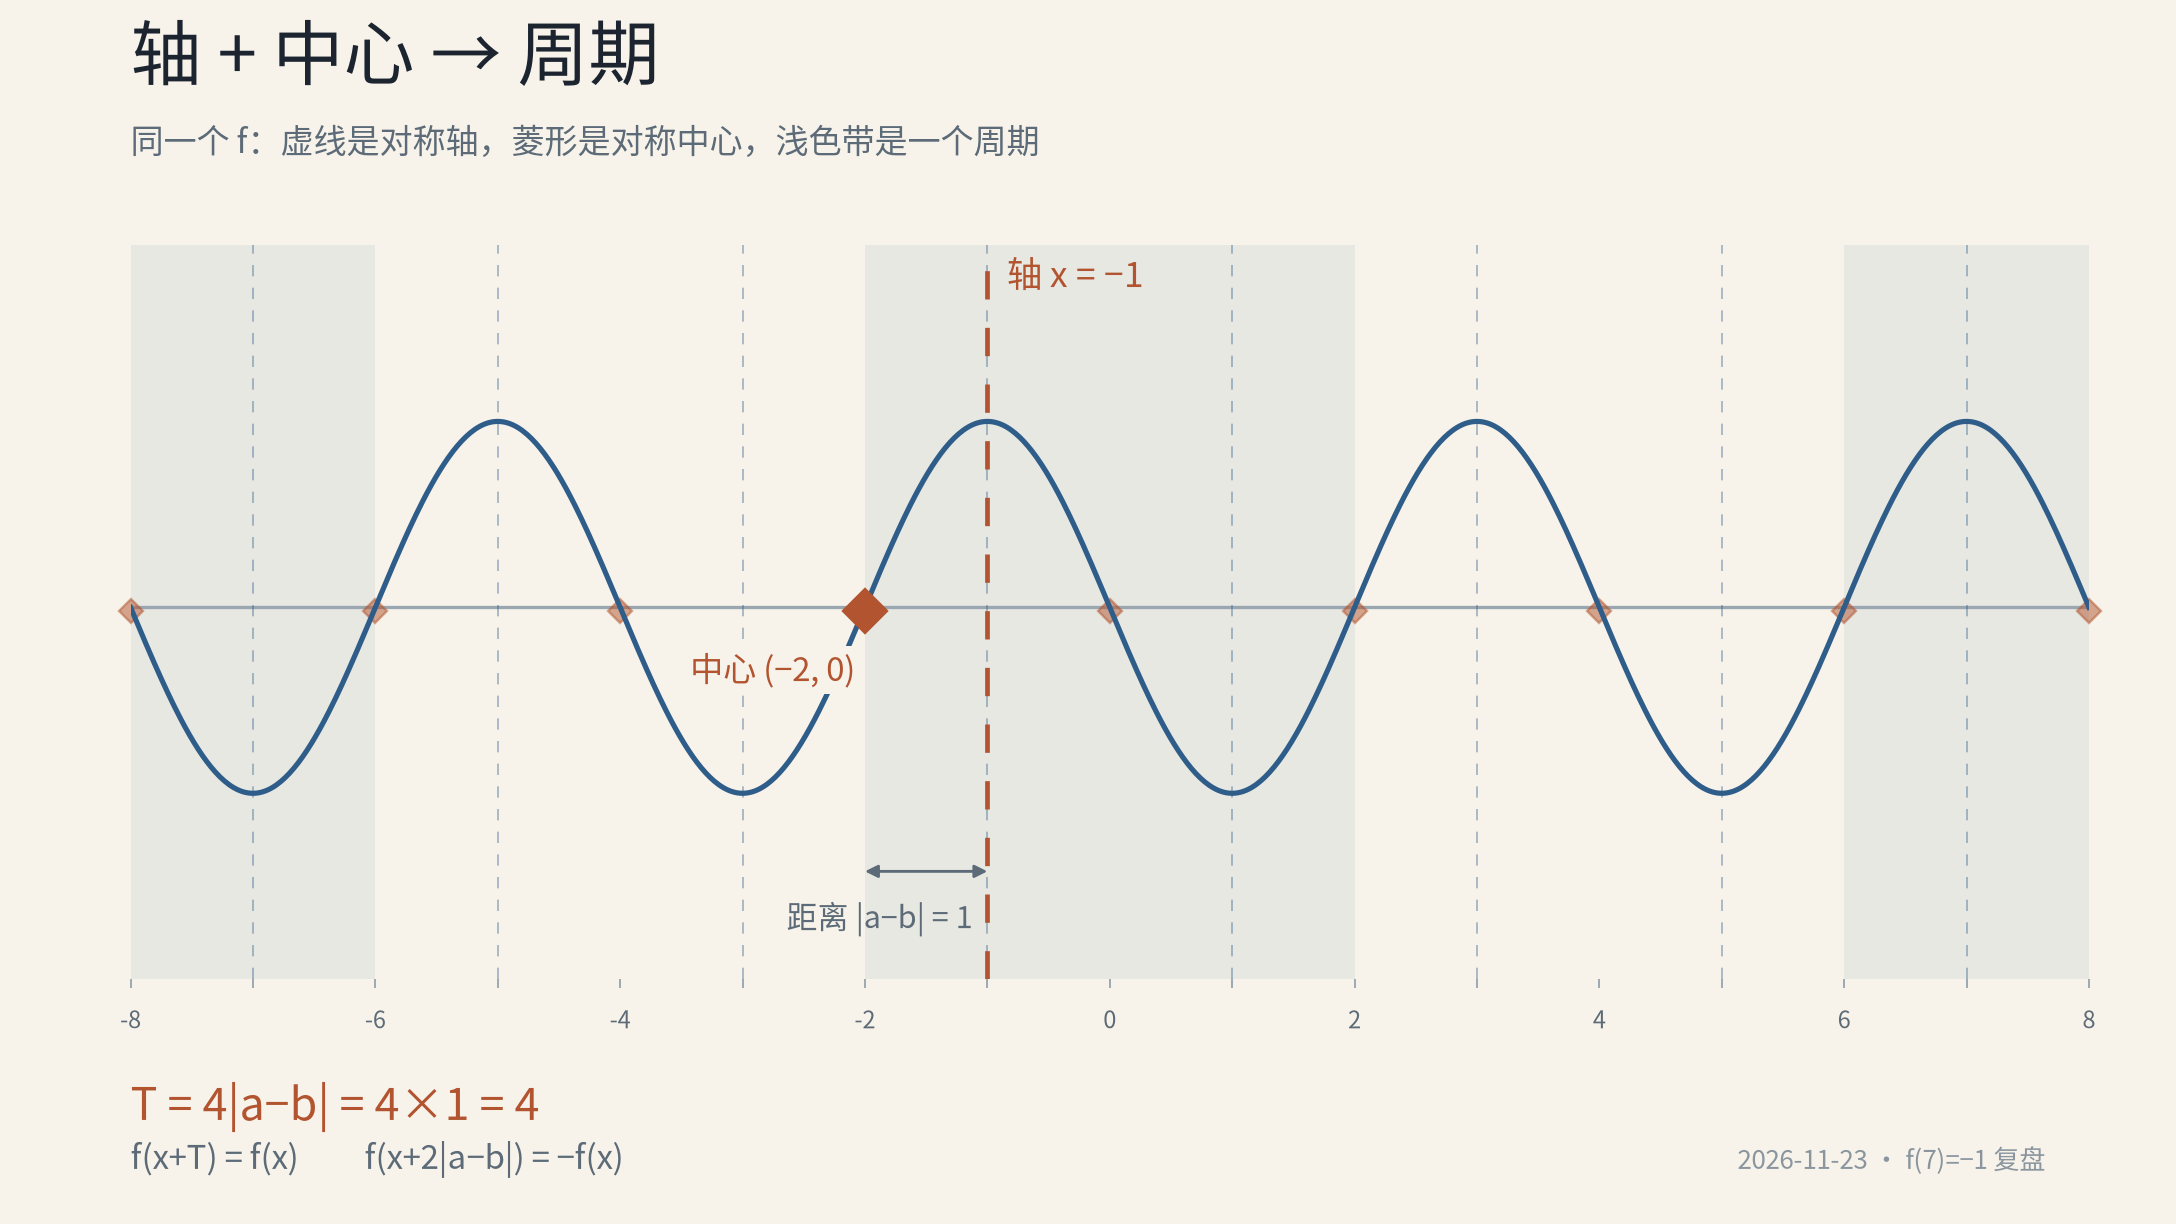 轴 + 中心 → 周期
同一个 f：虚线是对称轴，菱形是对称中心，浅色带是一个周期
轴 x = −1
中心 (−2, 0)
距离 |a−b| = 1
-8 -6 -4 -2 0 2 4 6 8
T = 4|a−b| = 4×1 = 4
f(x+T) = f(x) f(x+2|a−b|) = −f(x)
2026-11-23 · f(7)=−1 复盘